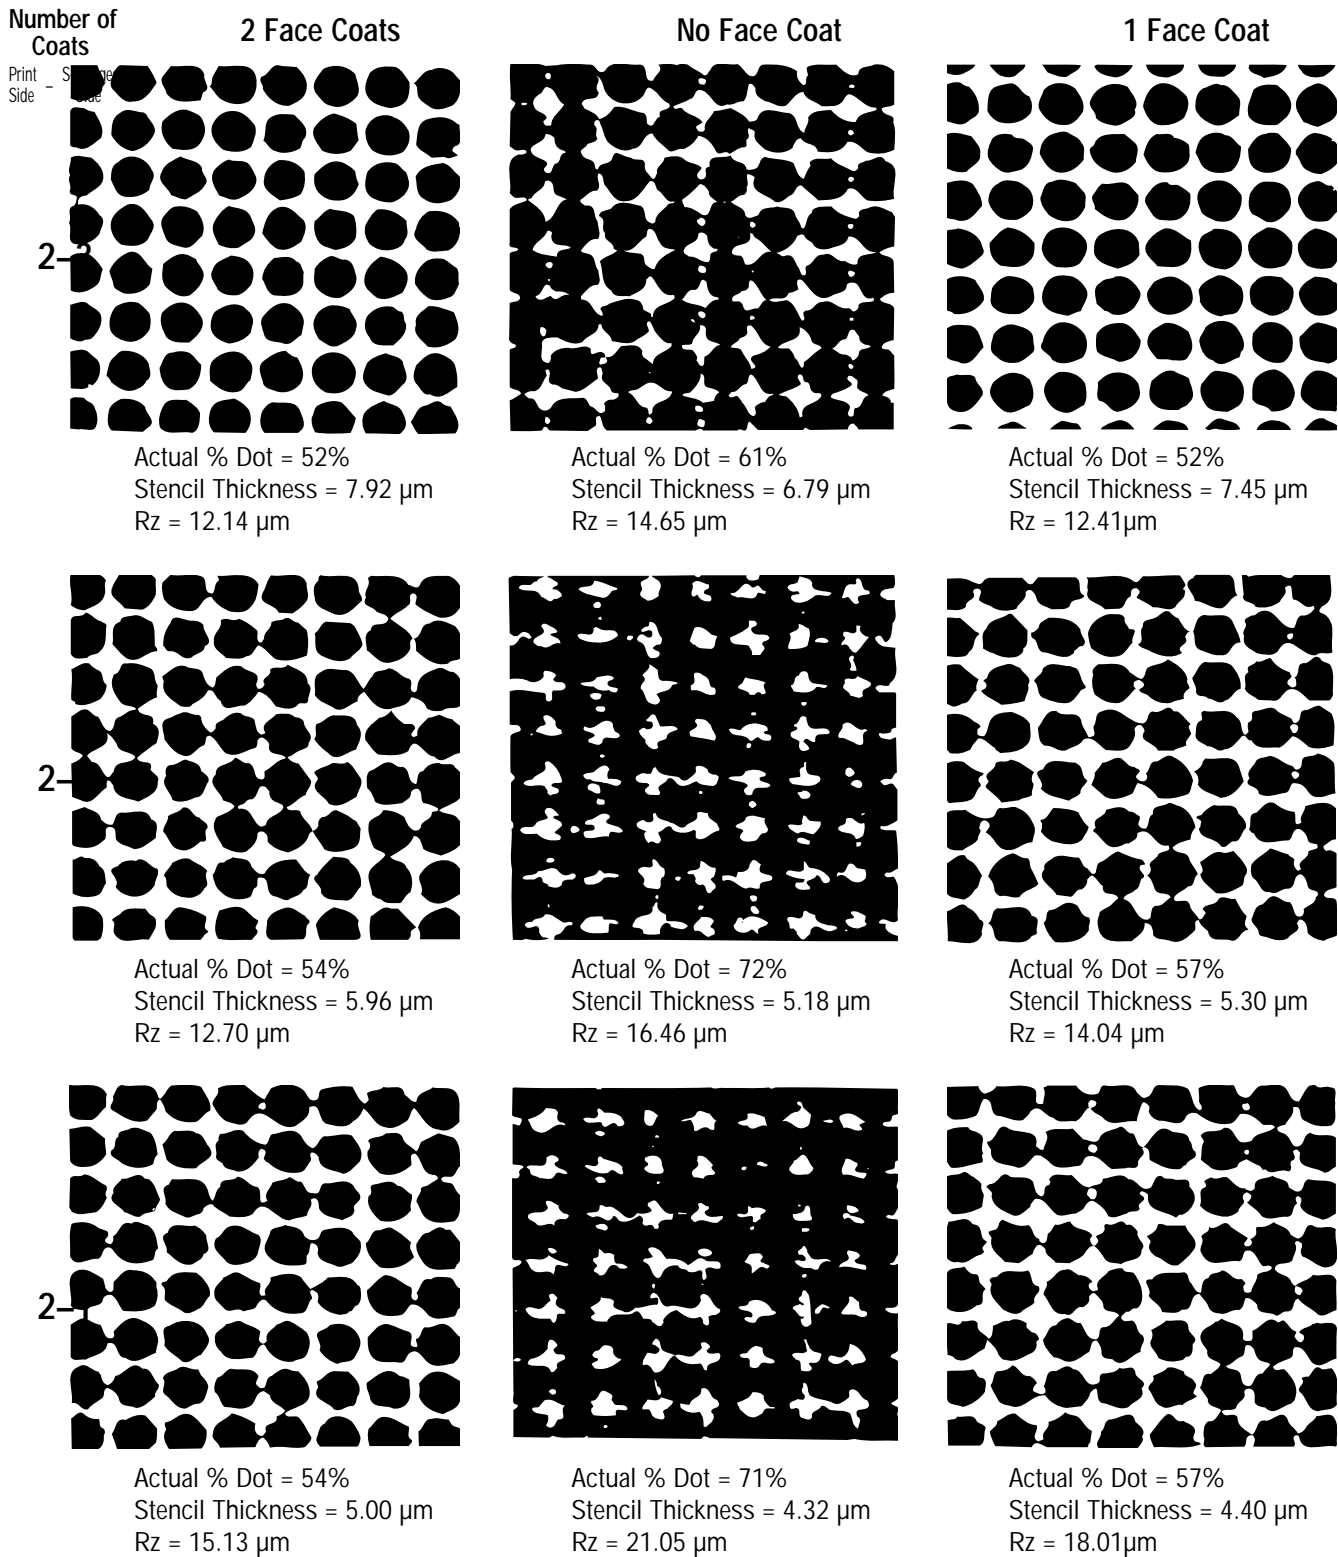 Number of
Coats
2 Face Coats
No Face Coat
1 Face Coat
Print –
Side Side
2–3
Actual % Dot = 52%
Stencil Thickness = 7.92 µm
Rz = 12.14 µm
Actual % Dot = 61%
Stencil Thickness = 6.79 µm
Rz = 14.65 µm
Actual % Dot = 52%
Stencil Thickness = 7.45 µm
Rz = 12.41µm
2–
Actual % Dot = 54%
Stencil Thickness = 5.96 µm
Rz = 12.70 µm
Actual % Dot = 72%
Stencil Thickness = 5.18 µm
Rz = 16.46 µm
Actual % Dot = 57%
Stencil Thickness = 5.30 µm
Rz = 14.04 µm
2–1
Actual % Dot = 54%
Stencil Thickness = 5.00 µm
Rz = 15.13 µm
Actual % Dot = 71%
Stencil Thickness = 4.32 µm
Rz = 21.05 µm
Actual % Dot = 57%
Stencil Thickness = 4.40 µm
Rz = 18.01µm